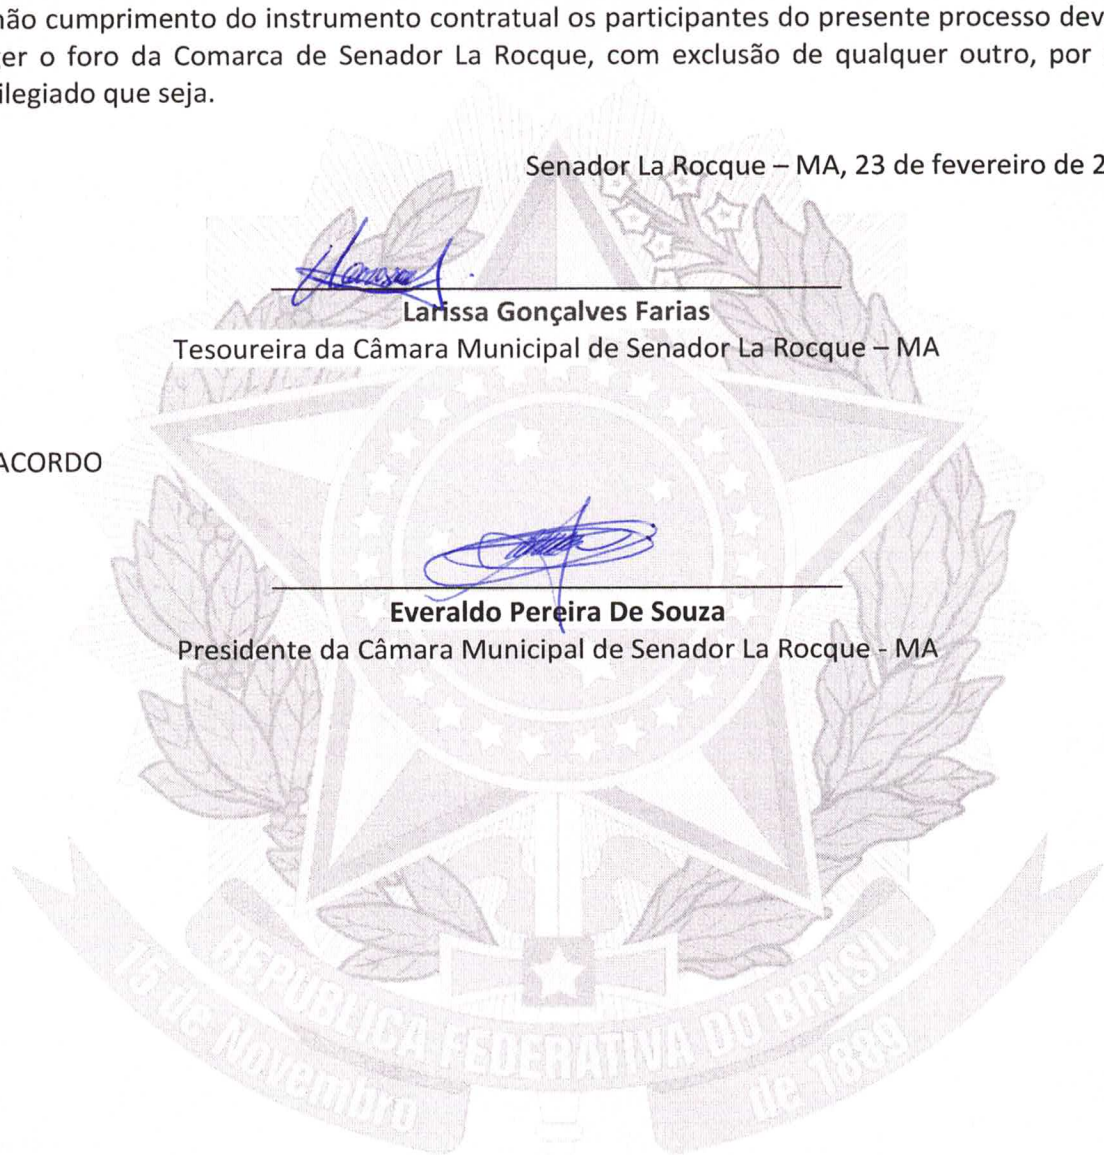 não cumprimento do instrumento contratual os participantes do presente processo dev
ger o foro da Comarca de Senador La Rocque, com exclusão de qualquer outro, por
ilegiado que seja.
Senador La Rocque – MA, 23 de fevereiro de 2
Larissa Gonçalves Farias
Tesoureira da Câmara Municipal de Senador La Rocque – MA
ACORDO
Everaldo Pereira De Souza
Presidente da Câmara Municipal de Senador La Rocque - MA
REPÚBLICA FEDERATIVA DO BRASIL
15 de Novembro
de 1889